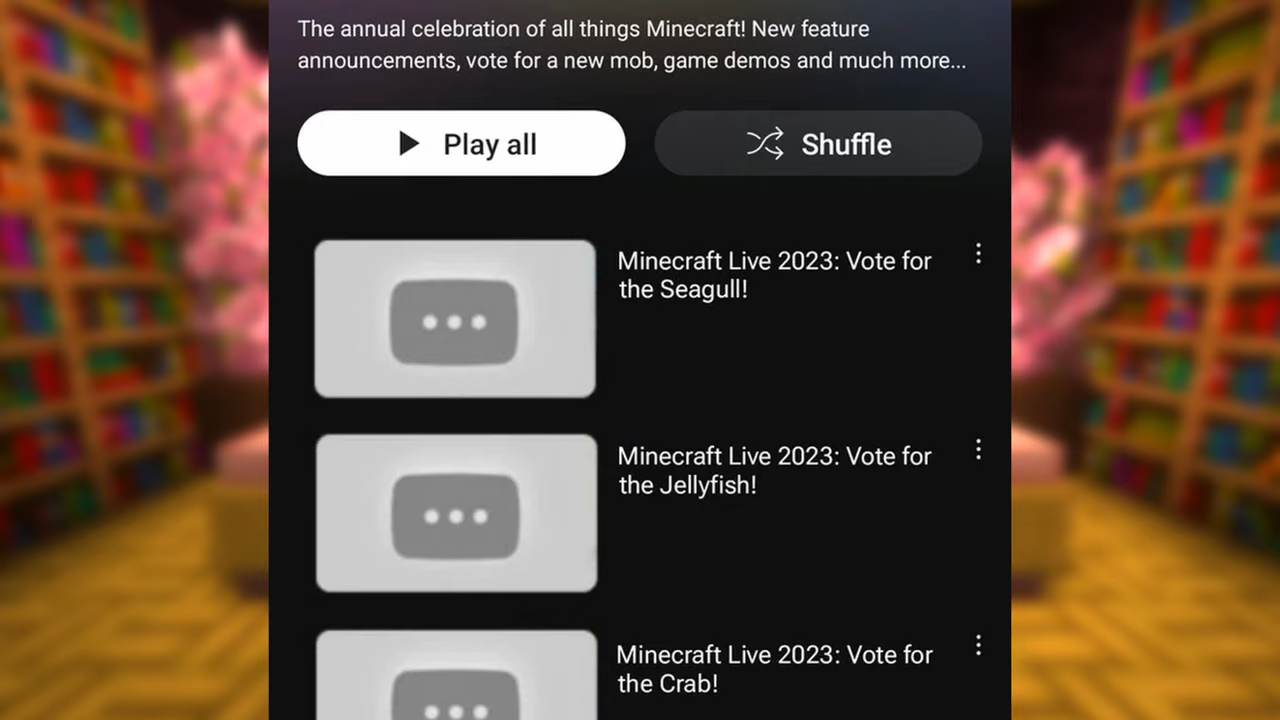 The annual celebration of all things Minecraft! New feature
announcements, vote for a new mob, game demos and much more...
Play all
Shuffle
Minecraft Live 2023: Vote for
the Seagull!
Minecraft Live 2023: Vote for
the Jellyfish!
Minecraft Live 2023: Vote for
the Crab!